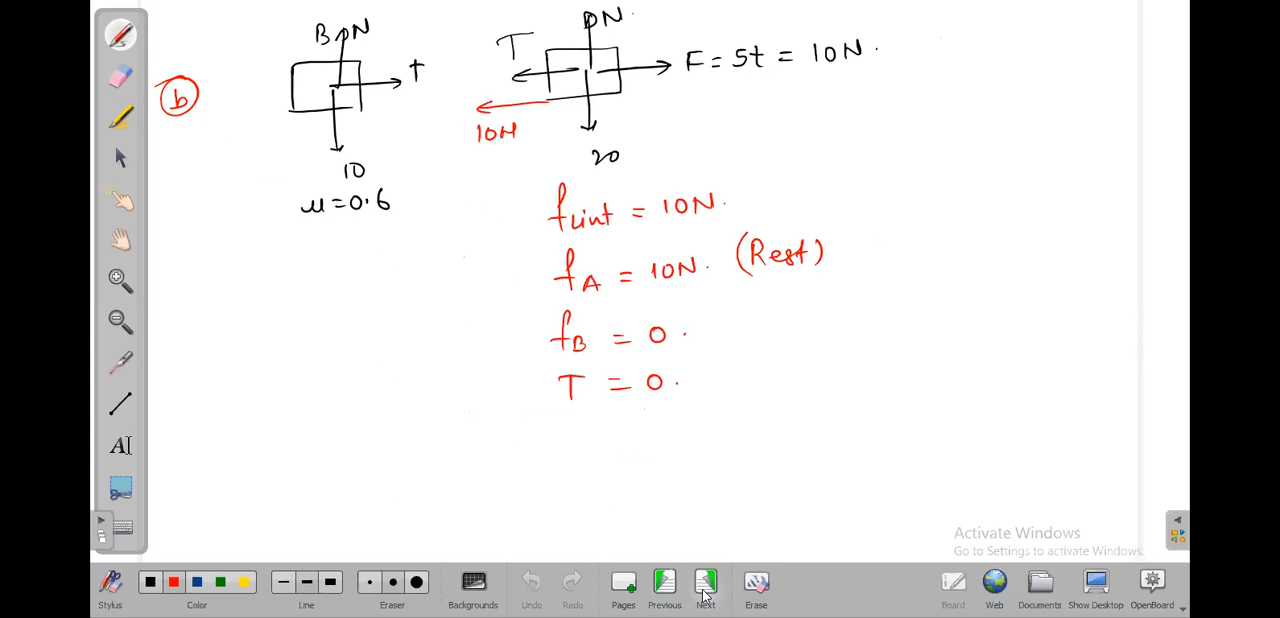 b
B N
T
10
μ = 0.6
N
T
F = 5t = 10N.
10N
20
fLint = 10N.
fA = 10N. (Rest)
fB = 0.
T = 0.
A
Activate Windows
Go to Settings to activate Windows.
Stylus
Color
Line
Eraser
Backgrounds
Undo
Redo
Pages
Previous
Next
Erase
Board
Web
Documents
Show Desktop
OpenBoard